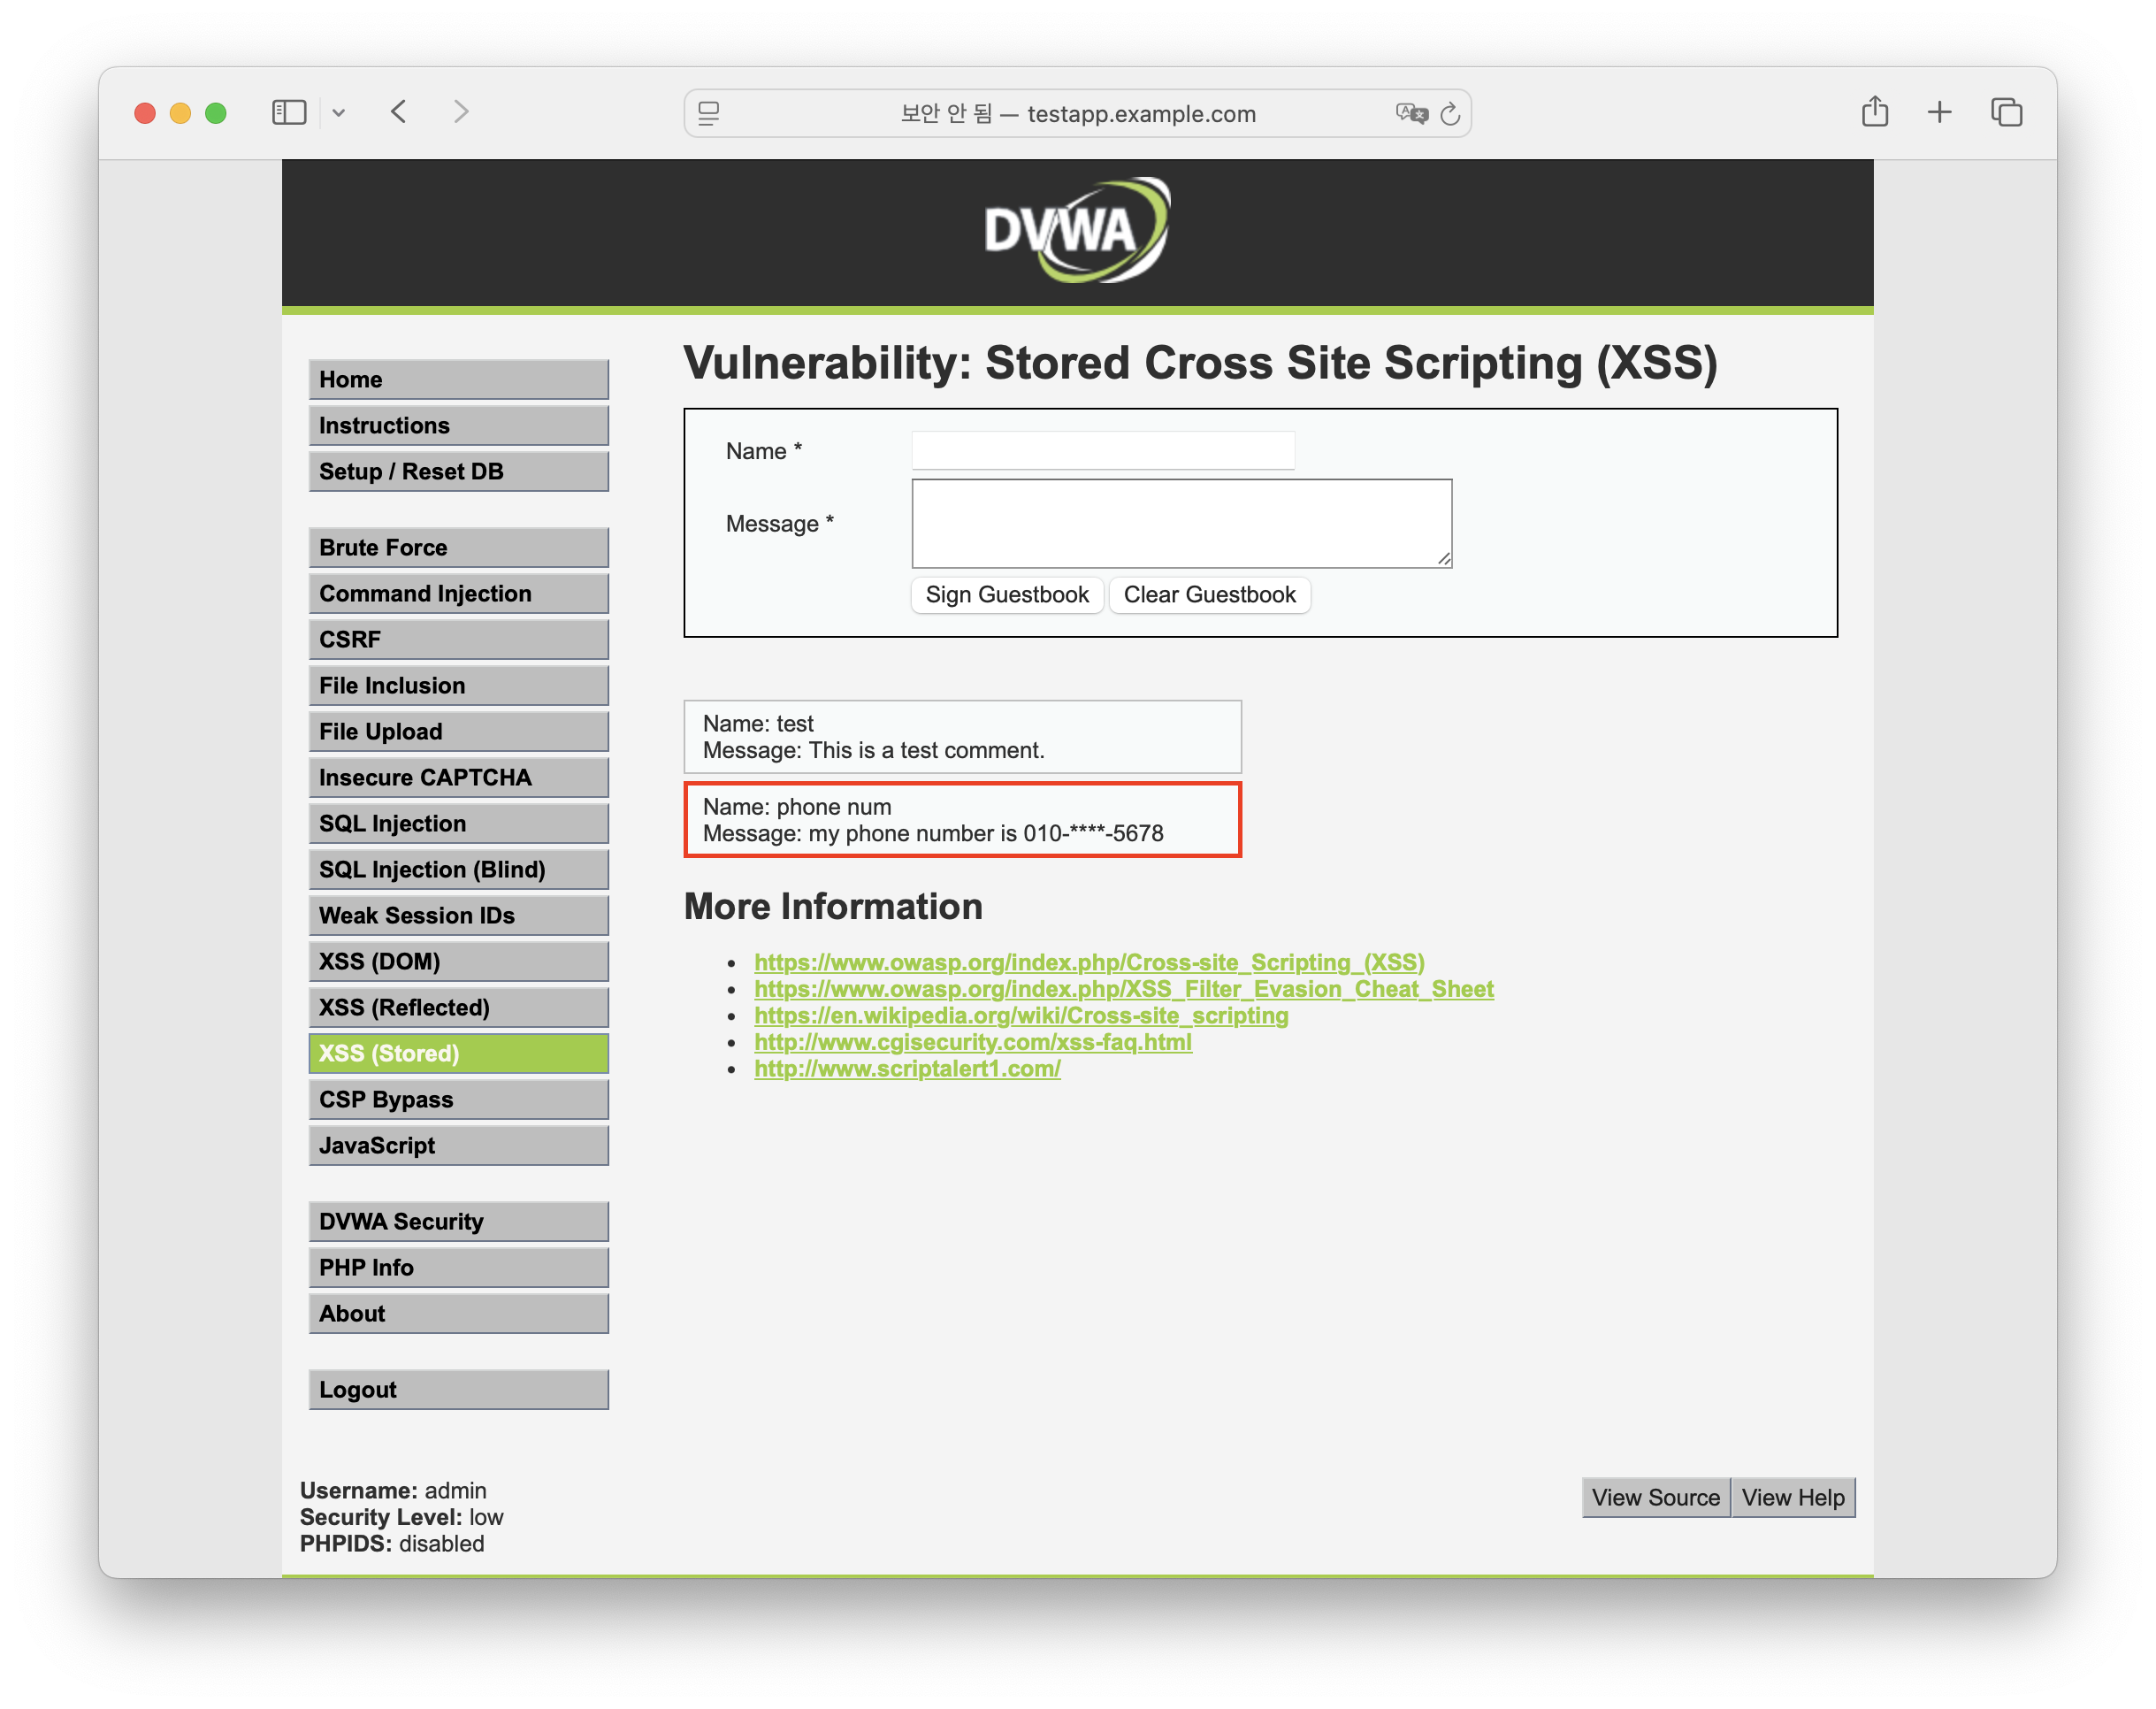 보안 안 됨 — testapp.example.com
DVWA
Home
Instructions
Setup / Reset DB
Brute Force
Command Injection
CSRF
File Inclusion
File Upload
Insecure CAPTCHA
SQL Injection
SQL Injection (Blind)
Weak Session IDs
XSS (DOM)
XSS (Reflected)
XSS (Stored)
CSP Bypass
JavaScript
DVWA Security
PHP Info
About
Logout
Vulnerability: Stored Cross Site Scripting (XSS)
Name *
Message *
Sign Guestbook Clear Guestbook
Name: test
Message: This is a test comment.
Name: phone num
Message: my phone number is 010-****-5678
More Information
https://www.owasp.org/index.php/Cross-site_Scripting_(XSS)
https://www.owasp.org/index.php/XSS_Filter_Evasion_Cheat_Sheet
https://en.wikipedia.org/wiki/Cross-site_scripting
http://www.cgisecurity.com/xss-faq.html
http://www.scriptalert1.com/
Username: admin
Security Level: low
PHPIDS: disabled
View Source View Help